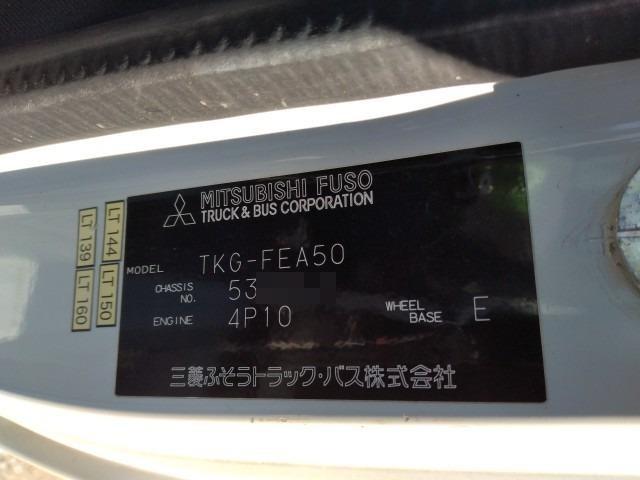 MITSUBISHI FUSO
TRUCK & BUS CORPORATION
MODEL TKG-FEA50
CHASSIS NO. 53
ENGINE 4P10
WHEEL BASE E
三菱ふそうトラック・バス株式会社
LT 139
LT 144
LT 160
LT 150